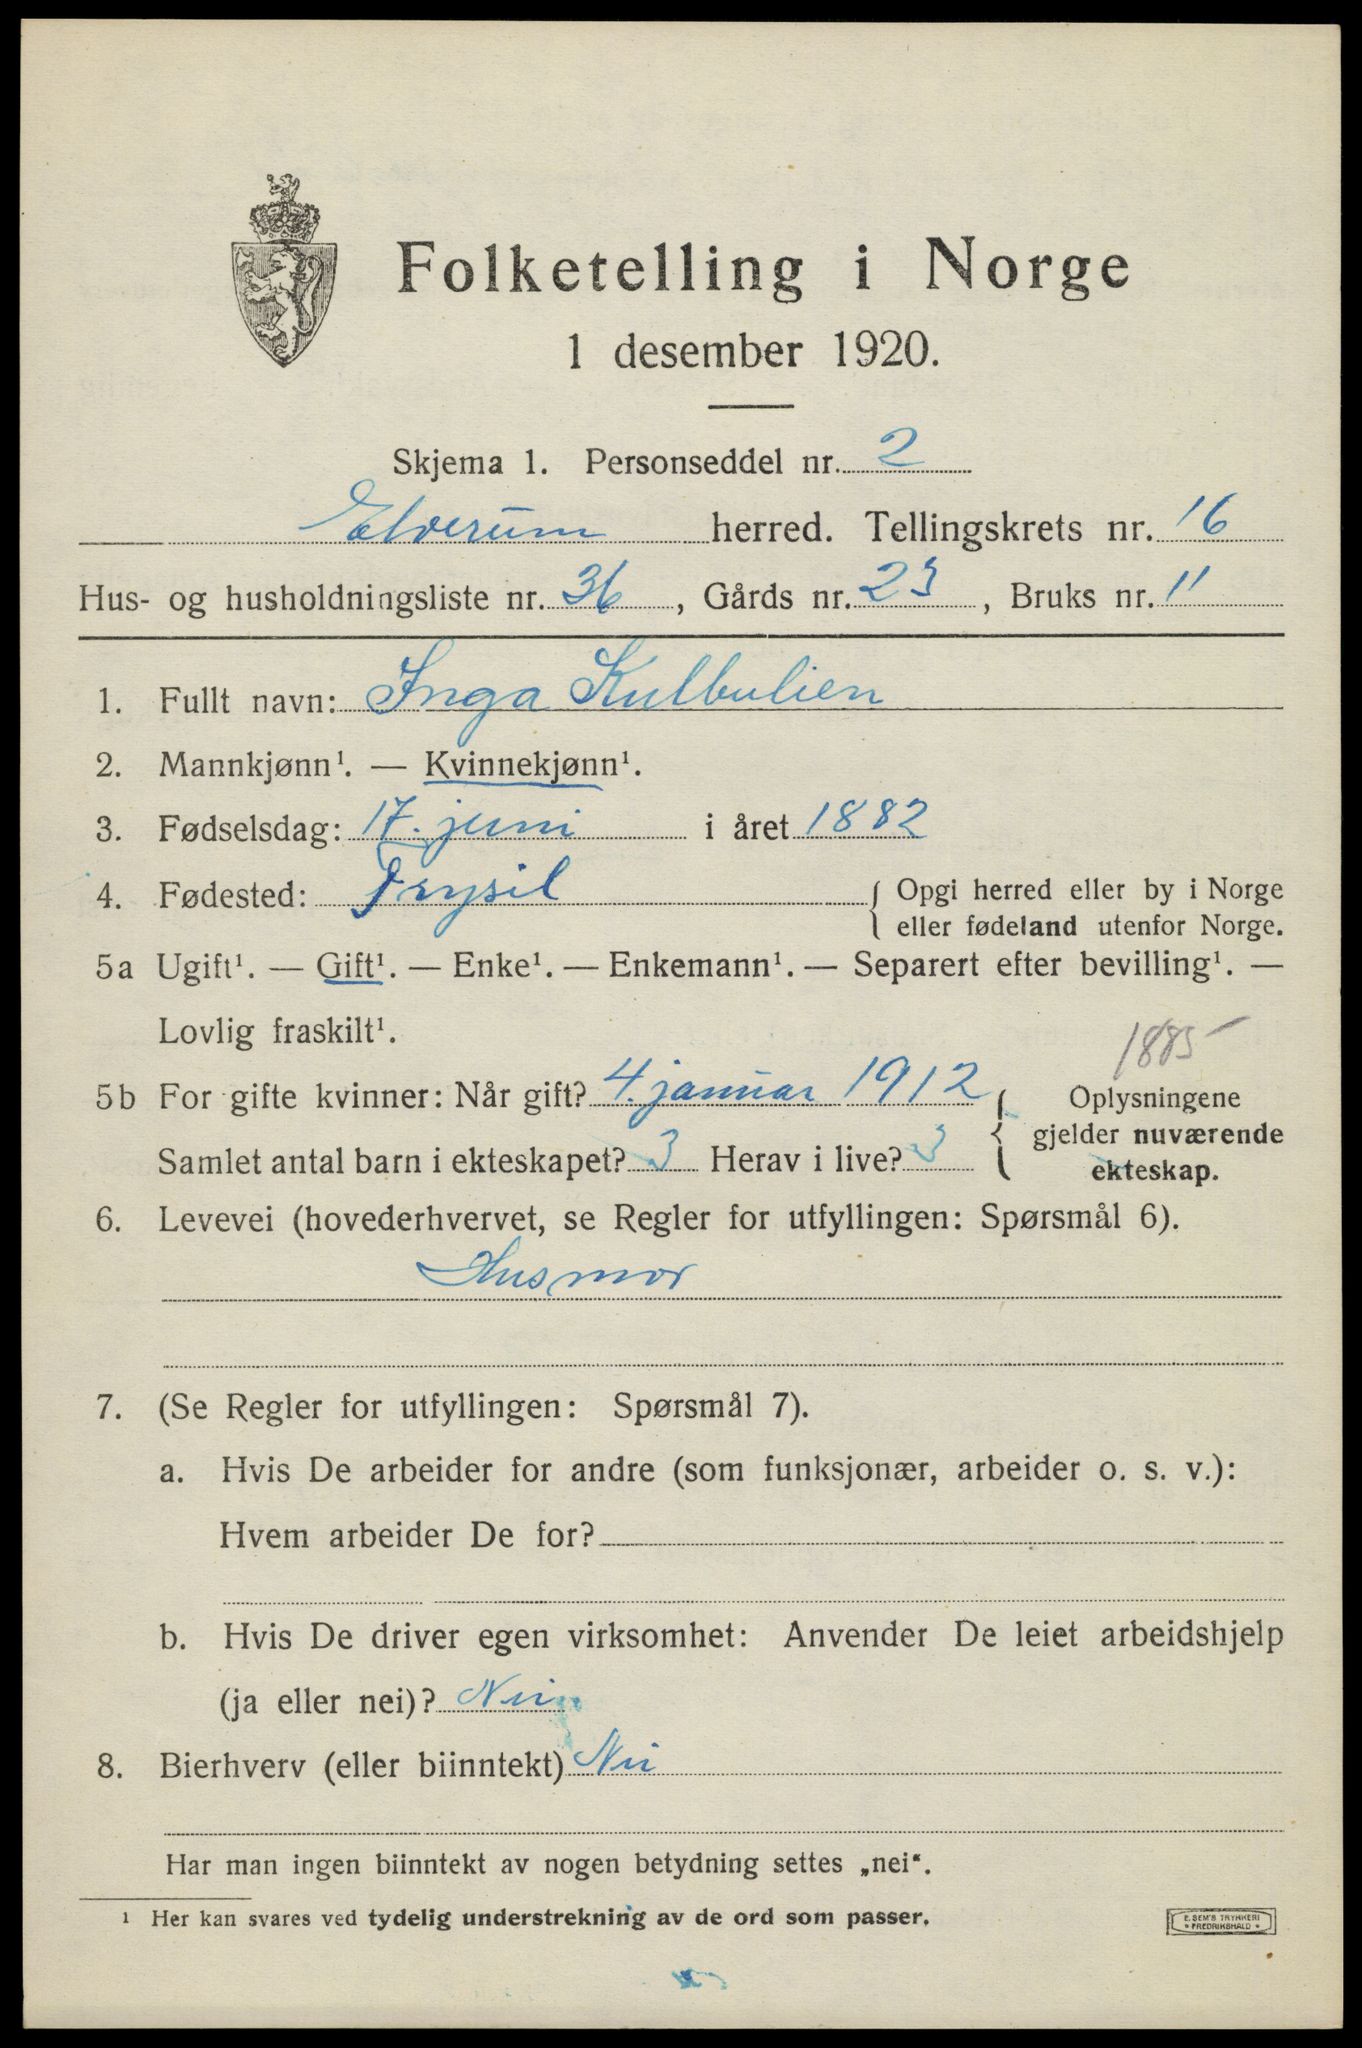 Folketelling i Norge
1 desember 1920.
Skjema 1. Personseddel nr. 2
Elverum herred. Tellingskrets nr. 16
Hus- og husholdningsliste nr. 36, Gårds nr. 23, Bruks nr. 11
1. Fullt navn: Inga Kulbulien
2. Mannkjønn¹. — Kvinnekjønn¹.
3. Fødselsdag: 17. juni i året 1882
4. Fødested: Trysil { Opgi herred eller by i Norge
eller fødeland utenfor Norge.
5a Ugift¹. — Gift¹. — Enke¹. — Enkemann¹. — Separert efter bevilling¹. —
Lovlig fraskilt¹.
1885
5b For gifte kvinner: Når gift? 4. januar 1912 { Oplysningene
gjelder nuværende
Samlet antal barn i ekteskapet? 3 Herav i live? 3
ekteskap.
6. Levevei (hovederhvervet, se Regler for utfyllingen: Spørsmål 6).
Husmor
7. (Se Regler for utfyllingen: Spørsmål 7).
a. Hvis De arbeider for andre (som funksjonær, arbeider o. s. v.):
Hvem arbeider De for?
b. Hvis De driver egen virksomhet: Anvender De leiet arbeidshjelp
(ja eller nei)? Nei
8. Bierhverv (eller biinntekt) Nei
Har man ingen biinntekt av nogen betydning settes „nei“.
1 Her kan svares ved tydelig understrekning av de ord som passer.
E. SEM'S TRYKKERI
* FREDRIKSHALD *